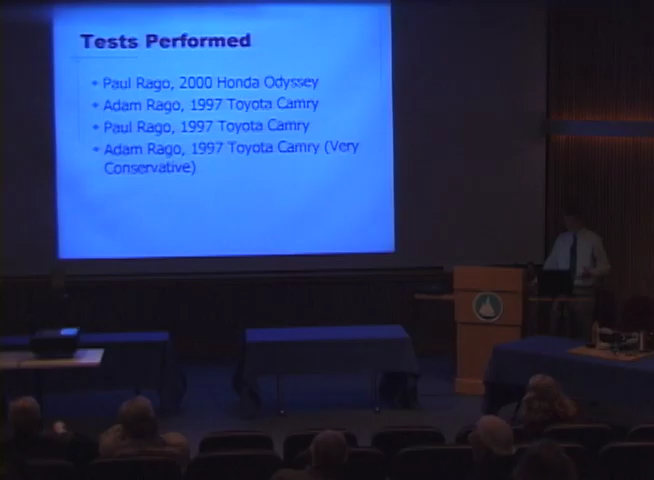 Tests Performed
Paul Rago, 2000 Honda Odyssey
Adam Rago, 1997 Toyota Camry
Paul Rago, 1997 Toyota Camry
Adam Rago, 1997 Toyota Camry (Very
Conservative)